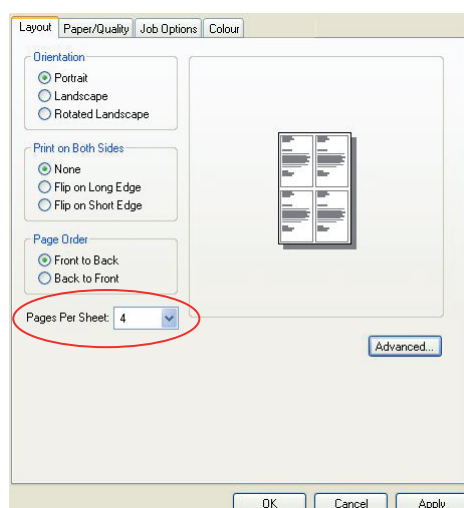 Layout Paper/Quality Job Options Colour
Orientation
Portrait
Landscape
Rotated Landscape
Print on Both Sides
None
Flip on Long Edge
Flip on Short Edge
Page Order
Front to Back
Back to Front
Pages Per Sheet: 4
Advanced...
OK Cancel Apply